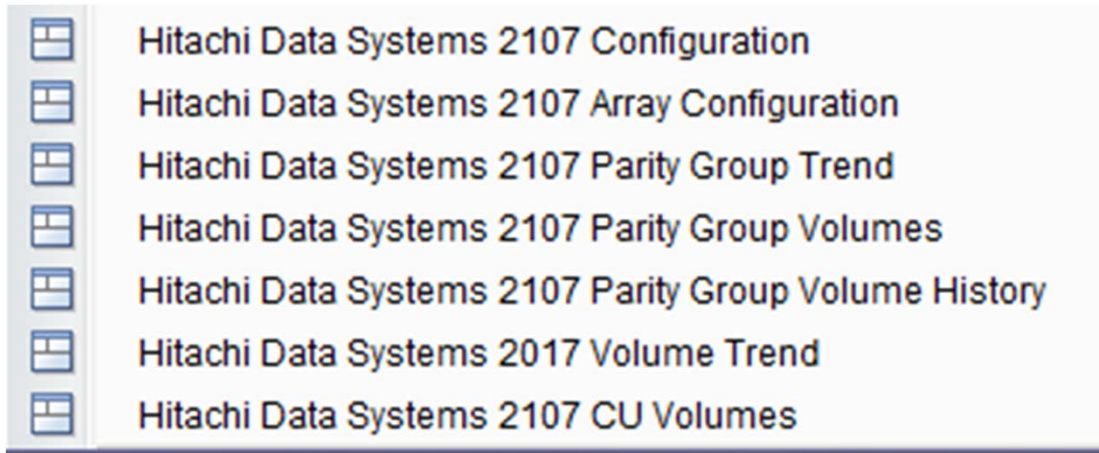 Hitachi Data Systems 2107 Configuration
Hitachi Data Systems 2107 Array Configuration
Hitachi Data Systems 2107 Parity Group Trend
Hitachi Data Systems 2107 Parity Group Volumes
Hitachi Data Systems 2107 Parity Group Volume History
Hitachi Data Systems 2017 Volume Trend
Hitachi Data Systems 2107 CU Volumes